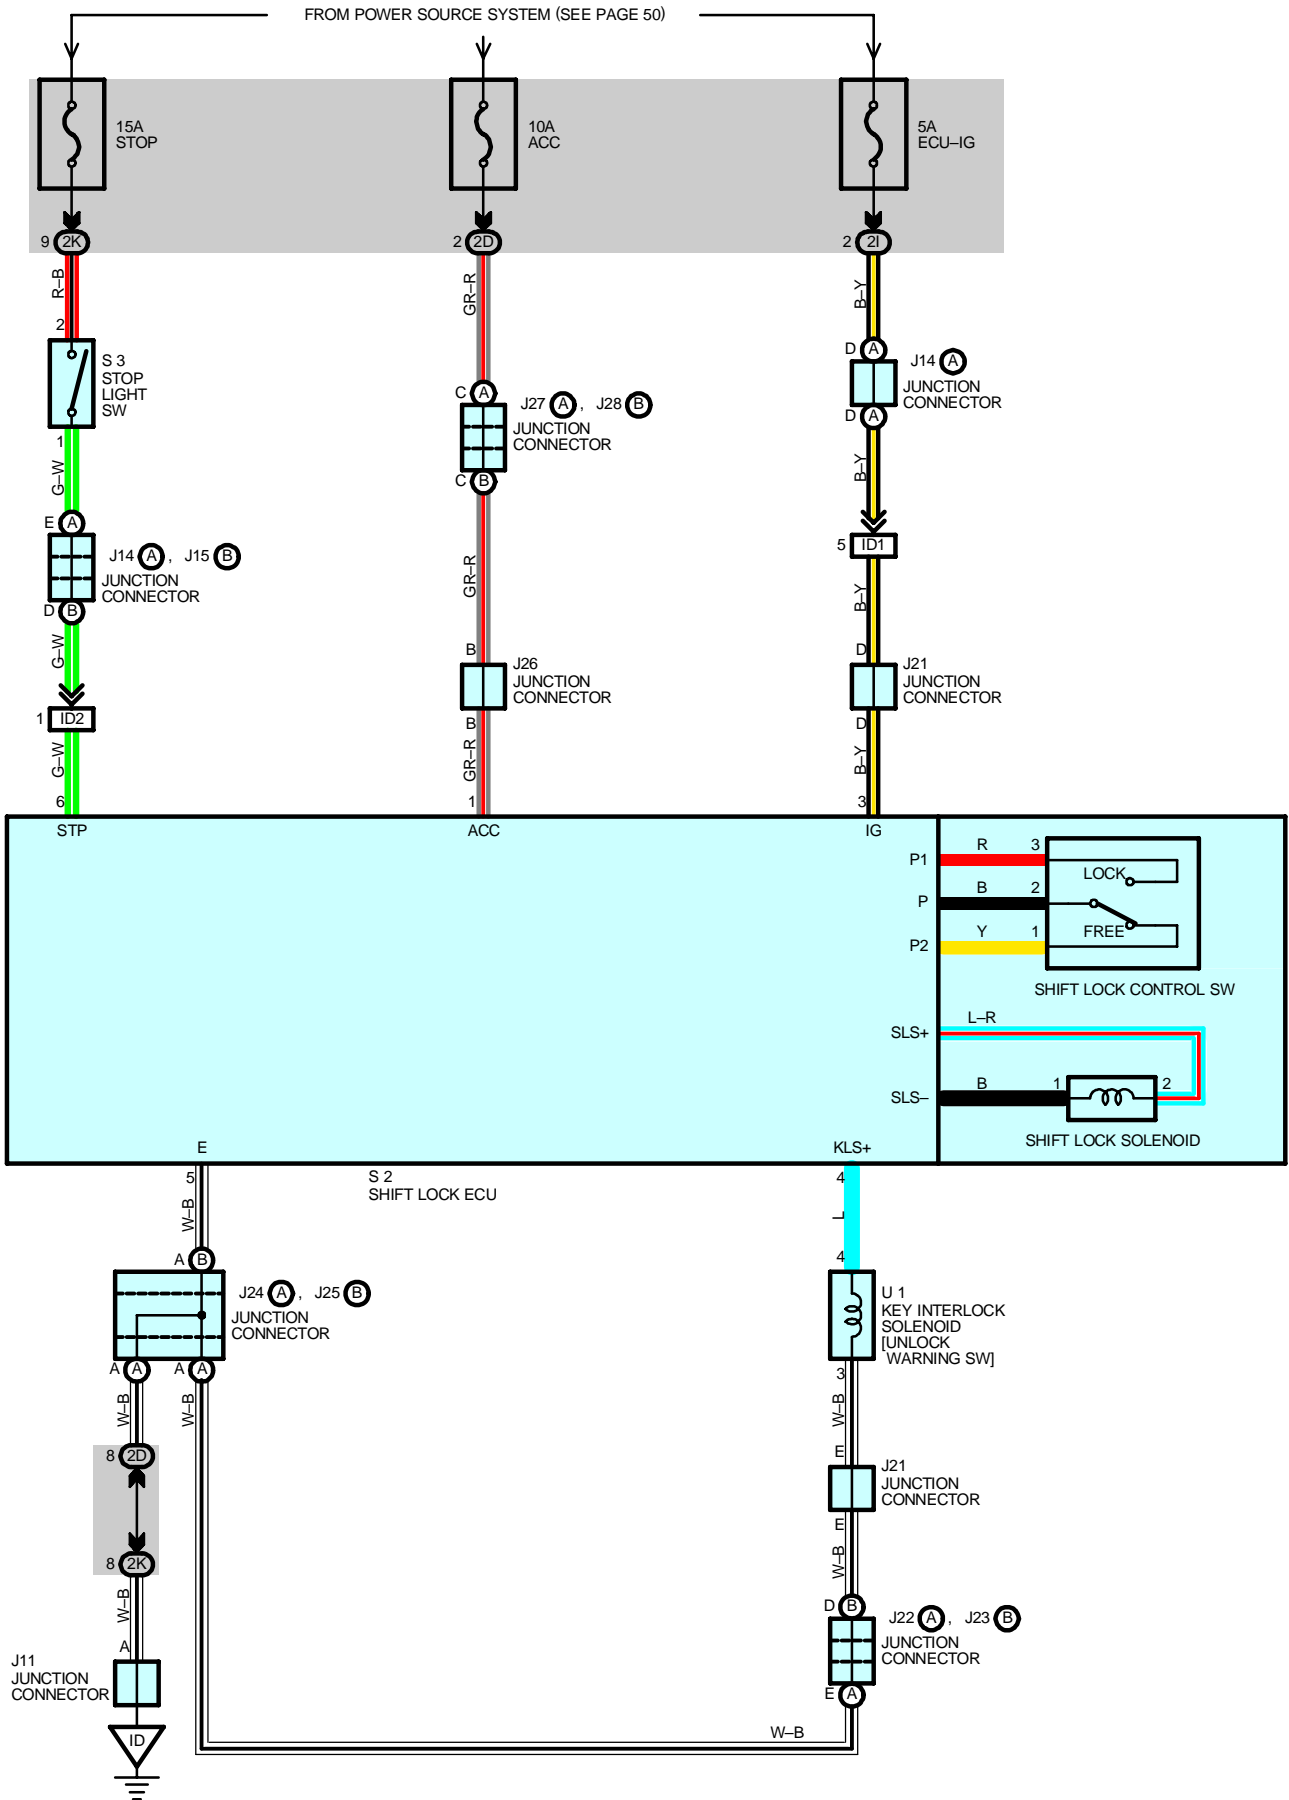 FROM POWER SOURCE SYSTEM (SEE PAGE 50)
15A
STOP
10A
ACC
5A
ECU–IG
9 2K
2 2D
2 2I
R–B
GR–R
B–Y
2
S 3
STOP
LIGHT
SW
1
D A
J14 A
JUNCTION
CONNECTOR
D A
C A
J27 A , J28 B
JUNCTION
CONNECTOR
C B
G–W
B–Y
E A
J14 A , J15 B
JUNCTION
CONNECTOR
D B
5 ID1
GR–R
B–Y
G–W
B
J26
JUNCTION
CONNECTOR
B
D
J21
JUNCTION
CONNECTOR
D
1 ID2
G–W
GR–R
B–Y
6
1
3
STP
ACC
IG
P1
R
3
LOCK
P
B
2
P2
Y
1
FREE
SHIFT LOCK CONTROL SW
SLS+
L–R
SLS–
B
1
2
SHIFT LOCK SOLENOID
E
KLS+
5
S 2
SHIFT LOCK ECU
4
W–B
L
A B
4
J24 A , J25 B
JUNCTION
CONNECTOR
A A
A A
U 1
KEY INTERLOCK
SOLENOID
[UNLOCK
WARNING SW]
3
W–B
W–B
W–B
8 2D
E
J21
JUNCTION
CONNECTOR
E
8 2K
W–B
W–B
D B
J22 A , J23 B
JUNCTION
CONNECTOR
E A
A
J11
JUNCTION
CONNECTOR
W–B
ID